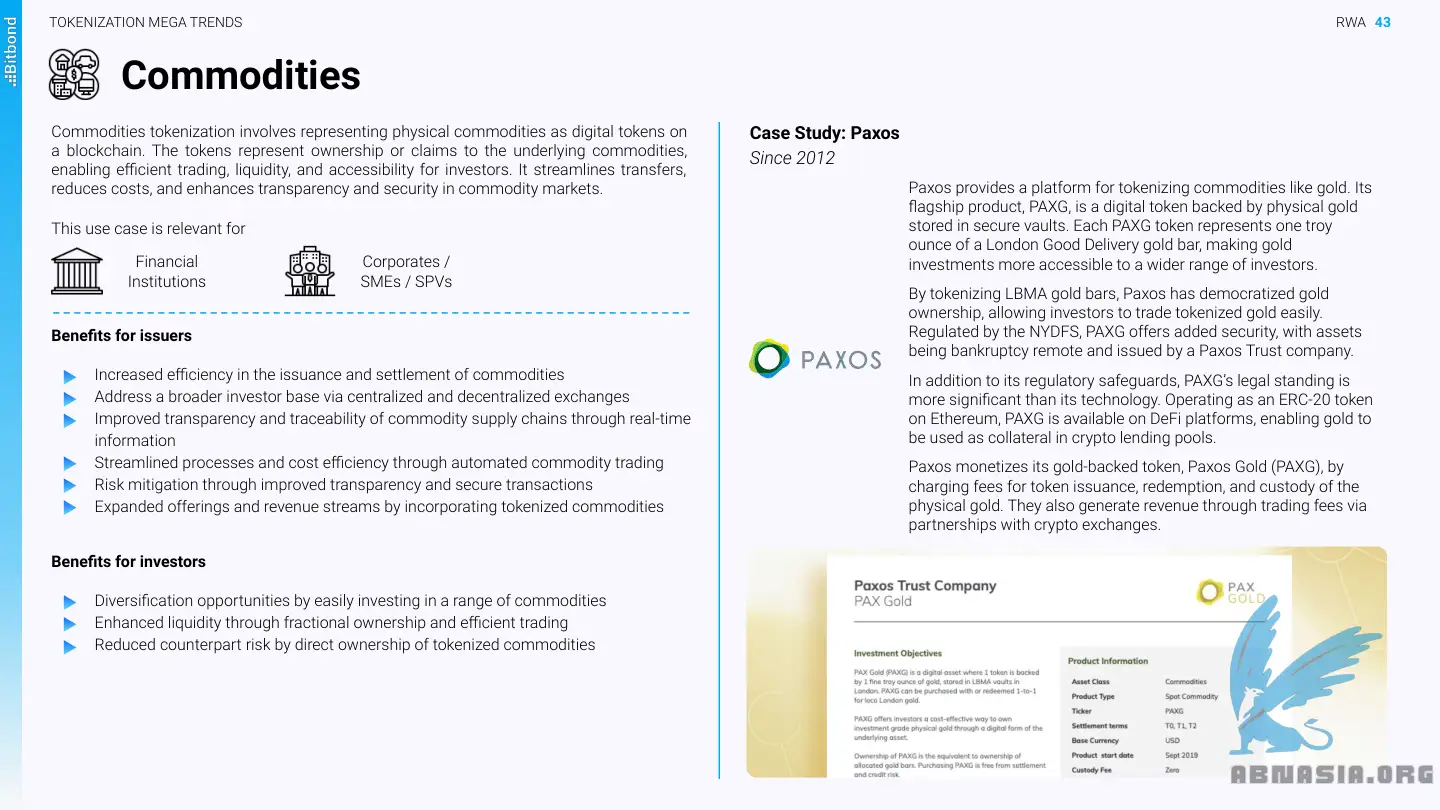 Bitbond
TOKENIZATION MEGA TRENDS
RWA 43
Commodities
Commodities tokenization involves representing physical commodities as digital tokens on
a blockchain. The tokens represent ownership or claims to the underlying commodities,
enabling efficient trading, liquidity, and accessibility for investors. It streamlines transfers,
reduces costs, and enhances transparency and security in commodity markets.
This use case is relevant for
Financial
Institutions
Corporates /
SMEs / SPVs
Benefits for issuers
Increased efficiency in the issuance and settlement of commodities
Address a broader investor base via centralized and decentralized exchanges
Improved transparency and traceability of commodity supply chains through real-time
information
Streamlined processes and cost efficiency through automated commodity trading
Risk mitigation through improved transparency and secure transactions
Expanded offerings and revenue streams by incorporating tokenized commodities
Benefits for investors
Diversification opportunities by easily investing in a range of commodities
Enhanced liquidity through fractional ownership and efficient trading
Reduced counterpart risk by direct ownership of tokenized commodities
Case Study: Paxos
Since 2012
PAXOS
Paxos provides a platform for tokenizing commodities like gold. Its
flagship product, PAXG, is a digital token backed by physical gold
stored in secure vaults. Each PAXG token represents one troy
ounce of a London Good Delivery gold bar, making gold
investments more accessible to a wider range of investors.
By tokenizing LBMA gold bars, Paxos has democratized gold
ownership, allowing investors to trade tokenized gold easily.
Regulated by the NYDFS, PAXG offers added security, with assets
being bankruptcy remote and issued by a Paxos Trust company.
In addition to its regulatory safeguards, PAXG's legal standing is
more significant than its technology. Operating as an ERC-20 token
on Ethereum, PAXG is available on DeFi platforms, enabling gold to
be used as collateral in crypto lending pools.
Paxos monetizes its gold-backed token, Paxos Gold (PAXG), by
charging fees for token issuance, redemption, and custody of the
physical gold. They also generate revenue through trading fees via
partnerships with crypto exchanges.
Paxos Trust Company
PAX Gold
PAX
GOLD
Investment Objectives
PAX Gold (PAXG) is a digital asset where 1 token is backed
by 1 fine troy ounce of gold, stored in LBMA vaults in
London. PAXG can be purchased with or redeemed 1-to-1
for loco London gold.
PAXG offers investors a cost-effective way to own
investment grade physical gold through a digital form of the
underlying asset.
Ownership of PAXG is the equivalent to ownership of
allocated gold bars. Purchasing PAXG is free from settlement
and credit risk.
Product Information
Asset Class Commodities
Product Type Spot Commodity
Ticker PAXG
Settlement terms T0, T1, T2
Base Currency USD
Product start date Sept 2019
Custody Fee Zero
ABMASIA.ORG